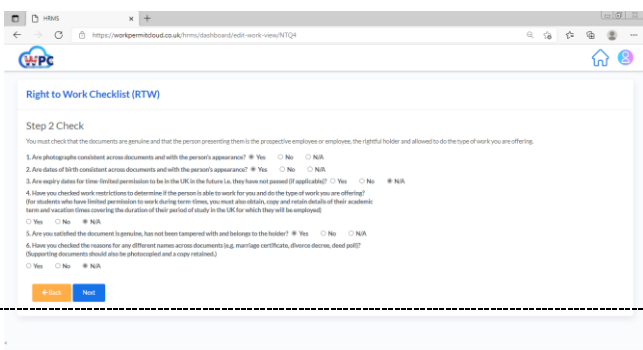 HRMS
https://workpermitcloud.co.uk/hrms/dashboard/edit-work-view/NTQ4
WPC
Right to Work Checklist (RTW)
Step 2 Check
You must check that the documents are genuine and that the person presenting them is the prospective employee or employee, the rightful holder and allowed to do the type of work you are offering.
1. Are photographs consistent across documents and with the person's appearance? Yes No N/A
2. Are dates of birth consistent across documents and with the person's appearance? Yes No N/A
3. Are expiry dates for time-limited permission to be in the UK in the future i.e. they have not passed (if applicable)? Yes No N/A
4. Have you checked work restrictions to determine if the person is able to work for you and do the type of work you are offering?
(for students who have limited permission to work during term-times, you must also obtain, copy and retain details of their academic
term and vacation times covering the duration of their period of study in the UK for which they will be employed)
Yes No N/A
5. Are you satisfied the document is genuine, has not been tampered with and belongs to the holder? Yes No N/A
6. Have you checked the reasons for any different names across documents (e.g. marriage certificate, divorce decree, deed poll)?
(Supporting documents should also be photocopied and a copy retained.)
Yes No N/A
Back Next